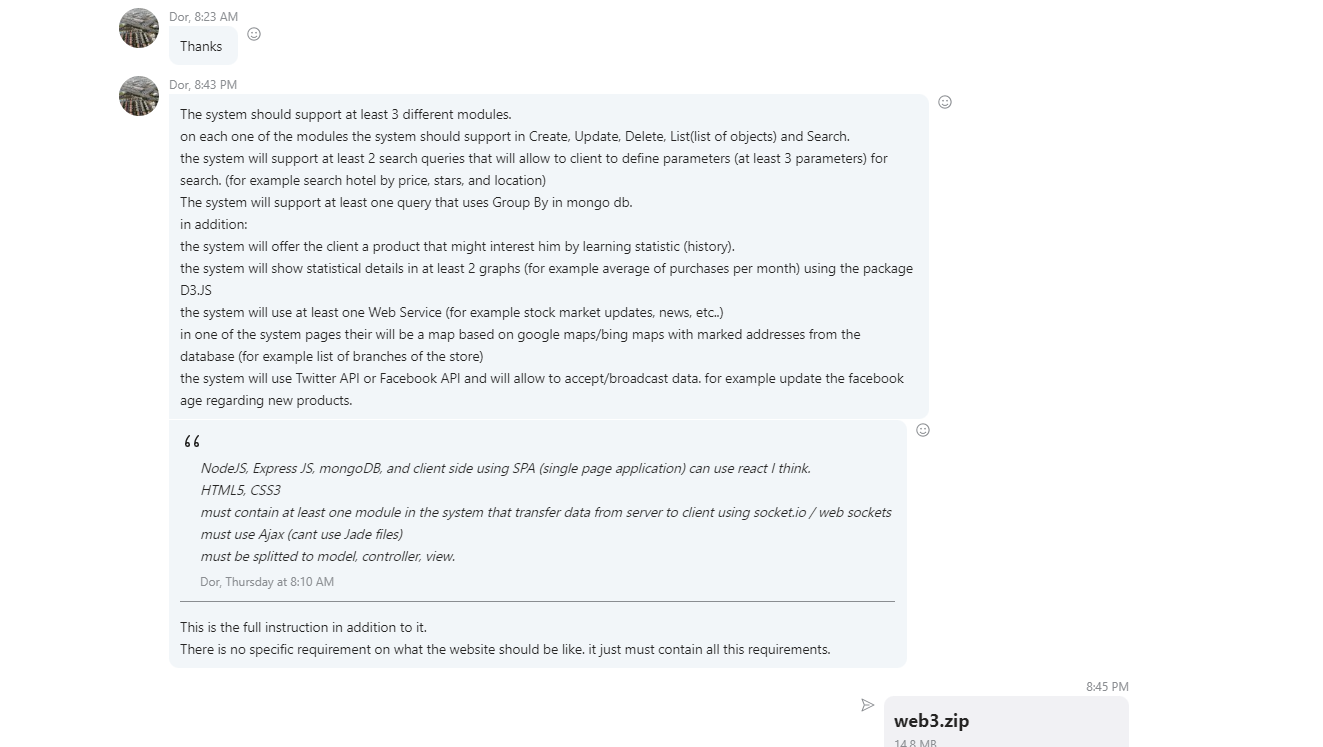 Dor, 8:23 AM
Thanks
Dor, 8:43 PM
The system should support at least 3 different modules.
on each one of the modules the system should support in Create, Update, Delete, List(list of objects) and Search.
the system will support at least 2 search queries that will allow to client to define parameters (at least 3 parameters) for
search. (for example search hotel by price, stars, and location)
The system will support at least one query that uses Group By in mongo db.
in addition:
the system will offer the client a product that might interest him by learning statistic (history).
the system will show statistical details in at least 2 graphs (for example average of purchases per month) using the package
D3.JS
the system will use at least one Web Service (for example stock market updates, news, etc..)
in one of the system pages their will be a map based on google maps/bing maps with marked addresses from the
database (for example list of branches of the store)
the system will use Twitter API or Facebook API and will allow to accept/broadcast data. for example update the facebook
age regarding new products.
NodeJS, Express JS, mongoDB, and client side using SPA (single page application) can use react I think.
HTML5, CSS3
must contain at least one module in the system that transfer data from server to client using socket.io / web sockets
must use Ajax (cant use Jade files)
must be splitted to model, controller, view.
Dor, Thursday at 8:10 AM
This is the full instruction in addition to it.
There is no specific requirement on what the website should be like. it just must contain all this requirements.
8:45 PM
web3.zip
14.8 MB